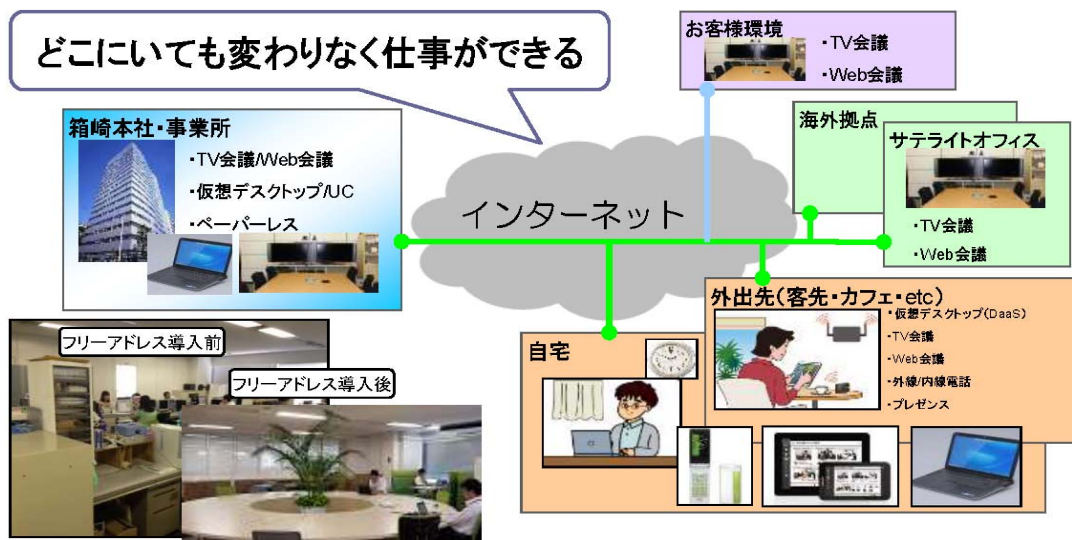 どこにいても変わりなく仕事ができる
お客様環境
・TV会議
・Web会議
箱崎本社・事業所
・TV会議/Web会議
・仮想デスクトップ/UC
・ペーパーレス
インターネット
海外拠点
サテライトオフィス
・TV会議
・Web会議
外出先(客先・カフェ・etc)
・仮想デスクトップ(DaaS)
・TV会議
・Web会議
・外線/内線電話
・プレゼンス
自宅
フリーアドレス導入前
フリーアドレス導入後